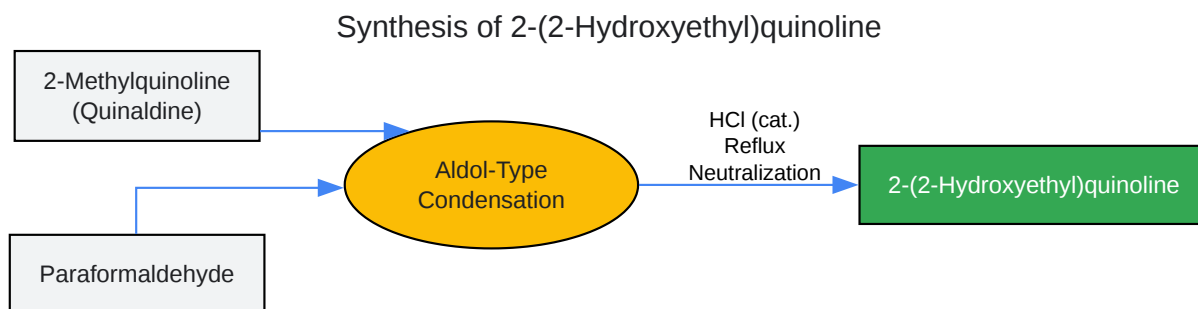 Synthesis of 2-(2-Hydroxyethyl)quinoline
2-Methylquinoline
(Quinaldine)
Paraformaldehyde
Aldol-Type
Condensation
HCl (cat.)
Reflux
Neutralization
2-(2-Hydroxyethyl)quinoline